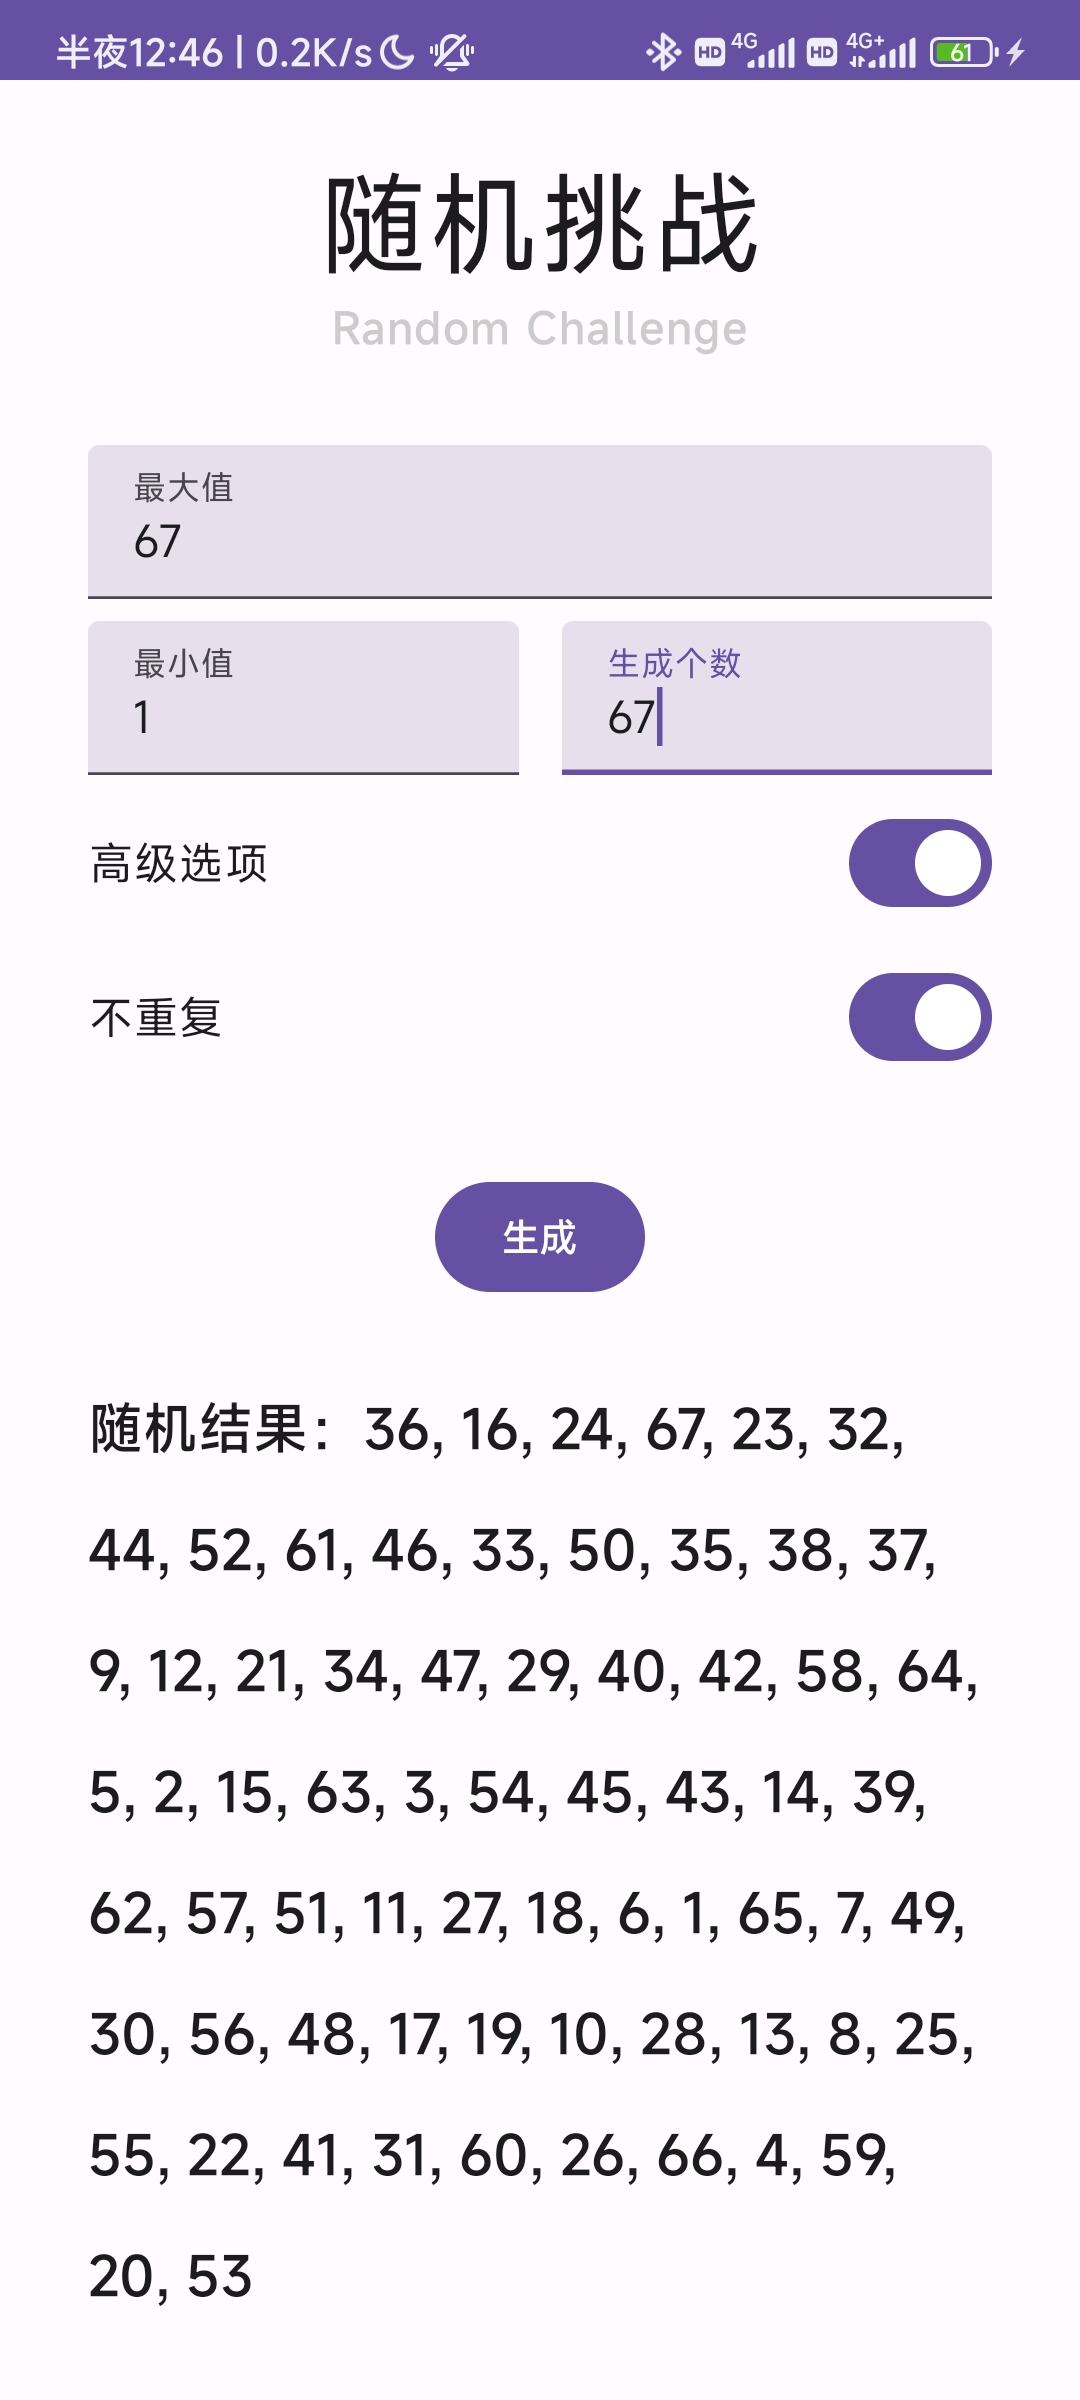 半夜12:46 | 0.2K/s HD 4G HD 4G+ 61
随机挑战
Random Challenge
最大值
67
最小值
1
生成个数
67
高级选项
不重复
生成
随机结果：36, 16, 24, 67, 23, 32,
44, 52, 61, 46, 33, 50, 35, 38, 37,
9, 12, 21, 34, 47, 29, 40, 42, 58, 64,
5, 2, 15, 63, 3, 54, 45, 43, 14, 39,
62, 57, 51, 11, 27, 18, 6, 1, 65, 7, 49,
30, 56, 48, 17, 19, 10, 28, 13, 8, 25,
55, 22, 41, 31, 60, 26, 66, 4, 59,
20, 53